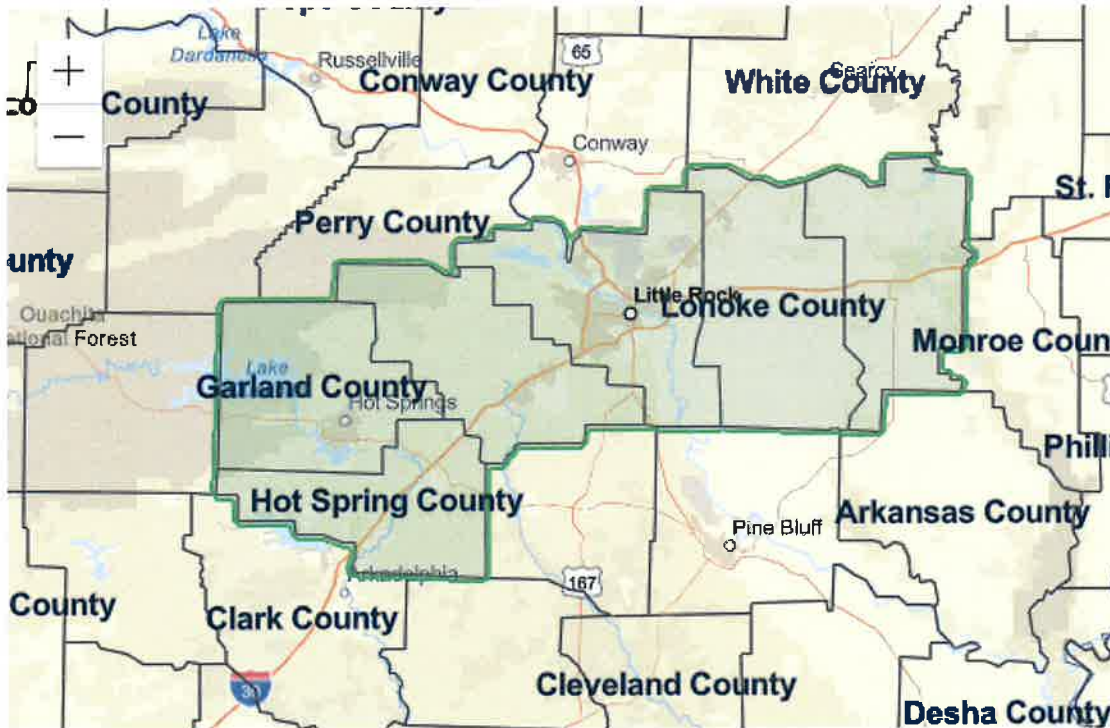 Lake
Dardanelle
Russellville
65
Conway County
Searcy
White County
County
+
−
Conway
St.
Perry County
unty
Little Rock
Lonoke County
Ouachita
ational Forest
Monroe Coun
Lake
Garland County
Hot Springs
Phill
Hot Spring County
Arkansas County
Pine Bluff
Arkadelphia
167
County
Clark County
30
Cleveland County
Desha County